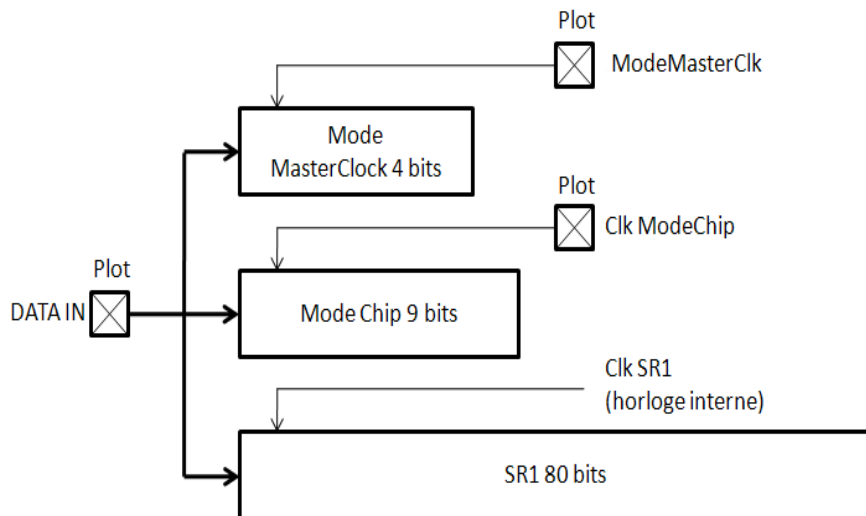 Plot
ModeMasterClk
Mode
MasterClock 4 bits
Plot
Clk ModeChip
Plot
DATA IN
Mode Chip 9 bits
Clk SR1
(horloge interne)
SR1 80 bits